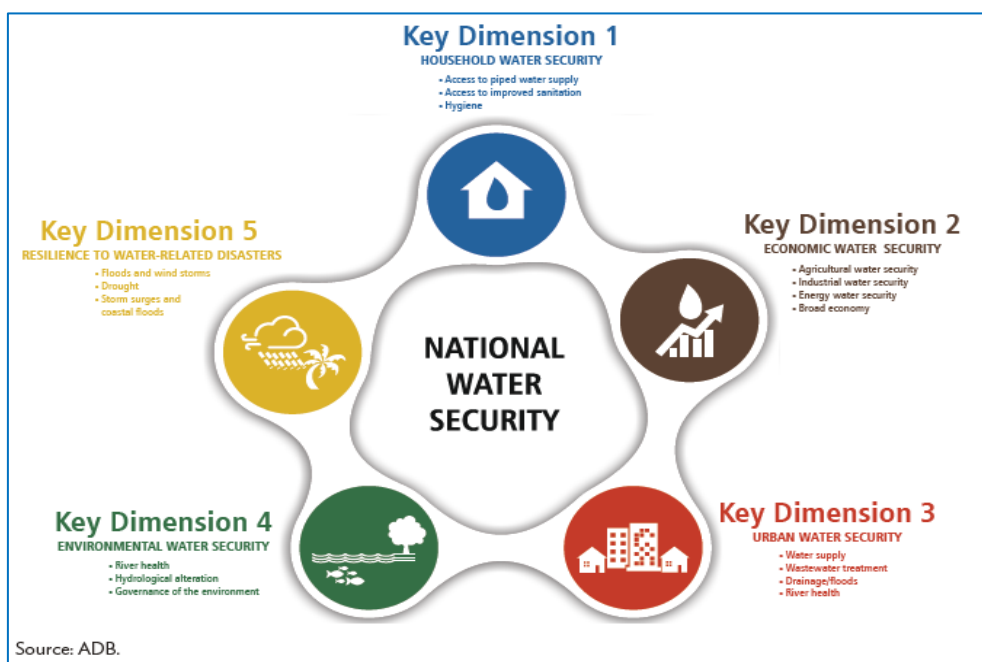 Key Dimension 1
HOUSEHOLD WATER SECURITY
• Access to piped water supply
• Access to improved sanitation
• Hygiene
Key Dimension 2
ECONOMIC WATER SECURITY
• Agricultural water security
• Industrial water security
• Energy water security
• Broad economy
Key Dimension 3
URBAN WATER SECURITY
• Water supply
• Wastewater treatment
• Drainage/floods
• River health
Key Dimension 4
ENVIRONMENTAL WATER SECURITY
• River health
• Hydrological alteration
• Governance of the environment
Key Dimension 5
RESILIENCE TO WATER-RELATED DISASTERS
• Floods and wind storms
• Drought
• Storm surges and
coastal floods
NATIONAL
WATER
SECURITY
Source: ADB.